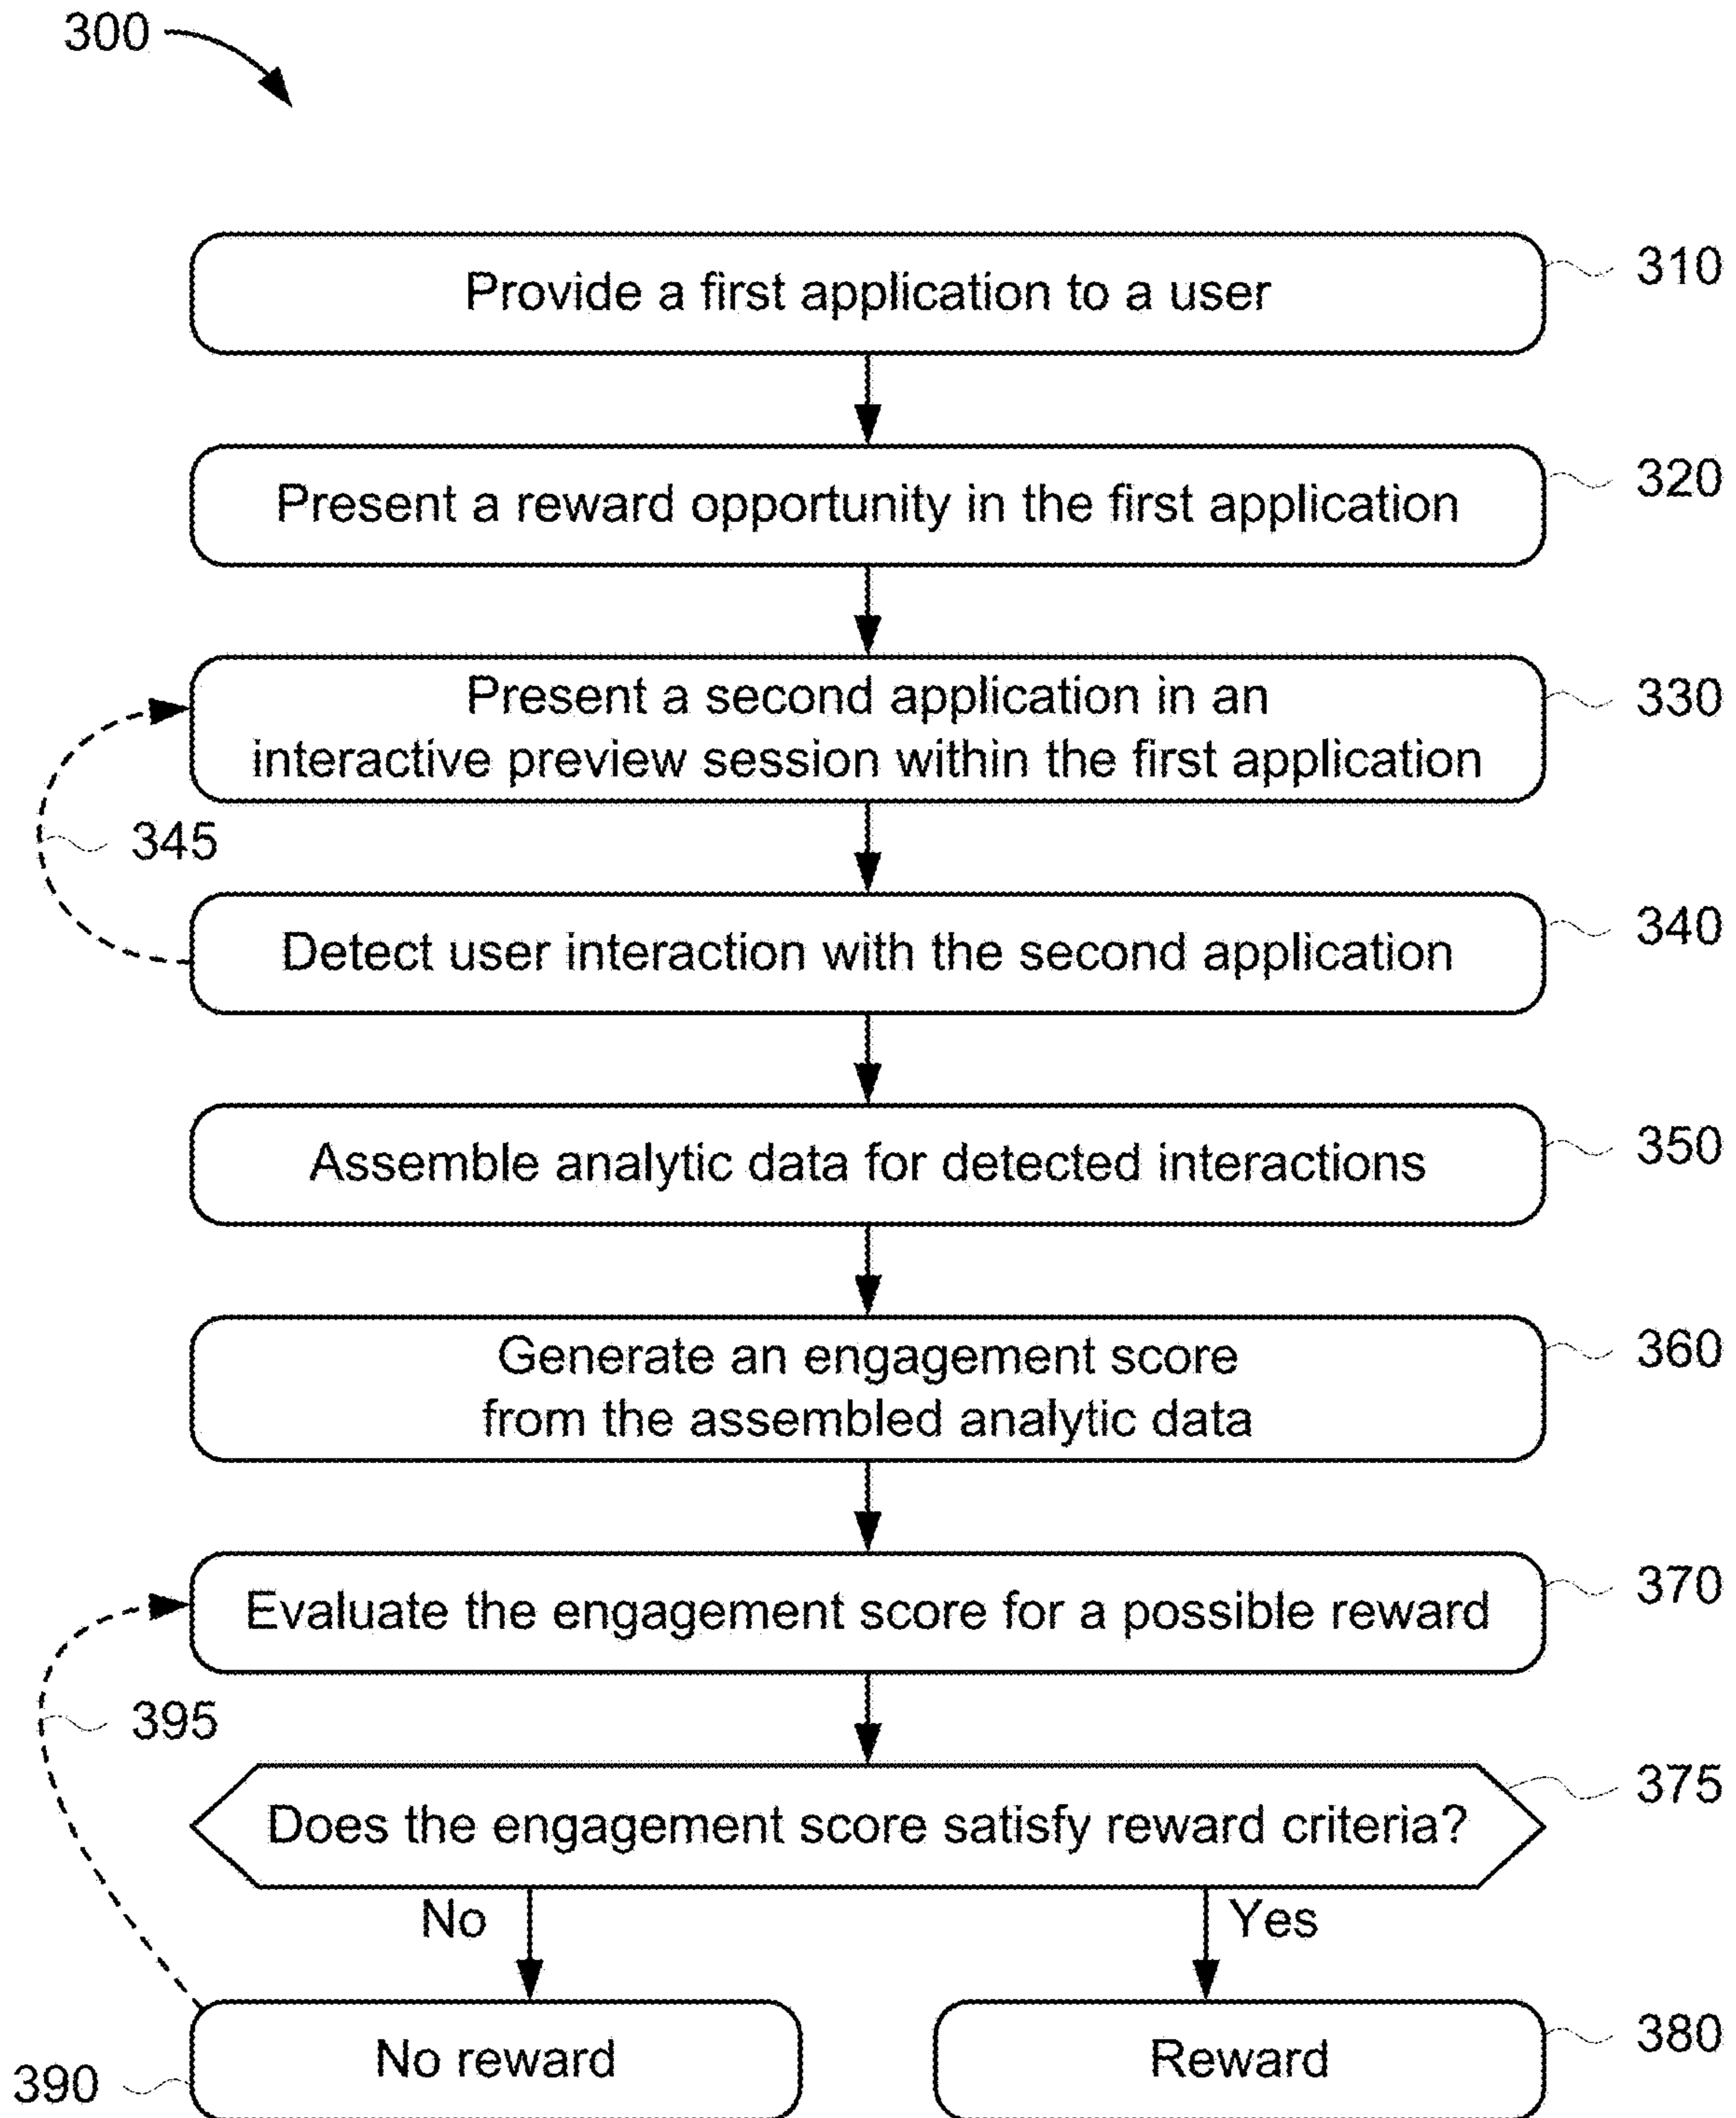 300
Provide a first application to a user
310
Present a reward opportunity in the first application
320
Present a second application in an
interactive preview session within the first application
330
345
Detect user interaction with the second application
340
Assemble analytic data for detected interactions
350
Generate an engagement score
from the assembled analytic data
360
Evaluate the engagement score for a possible reward
370
395
Does the engagement score satisfy reward criteria?
375
No
Yes
No reward
390
Reward
380